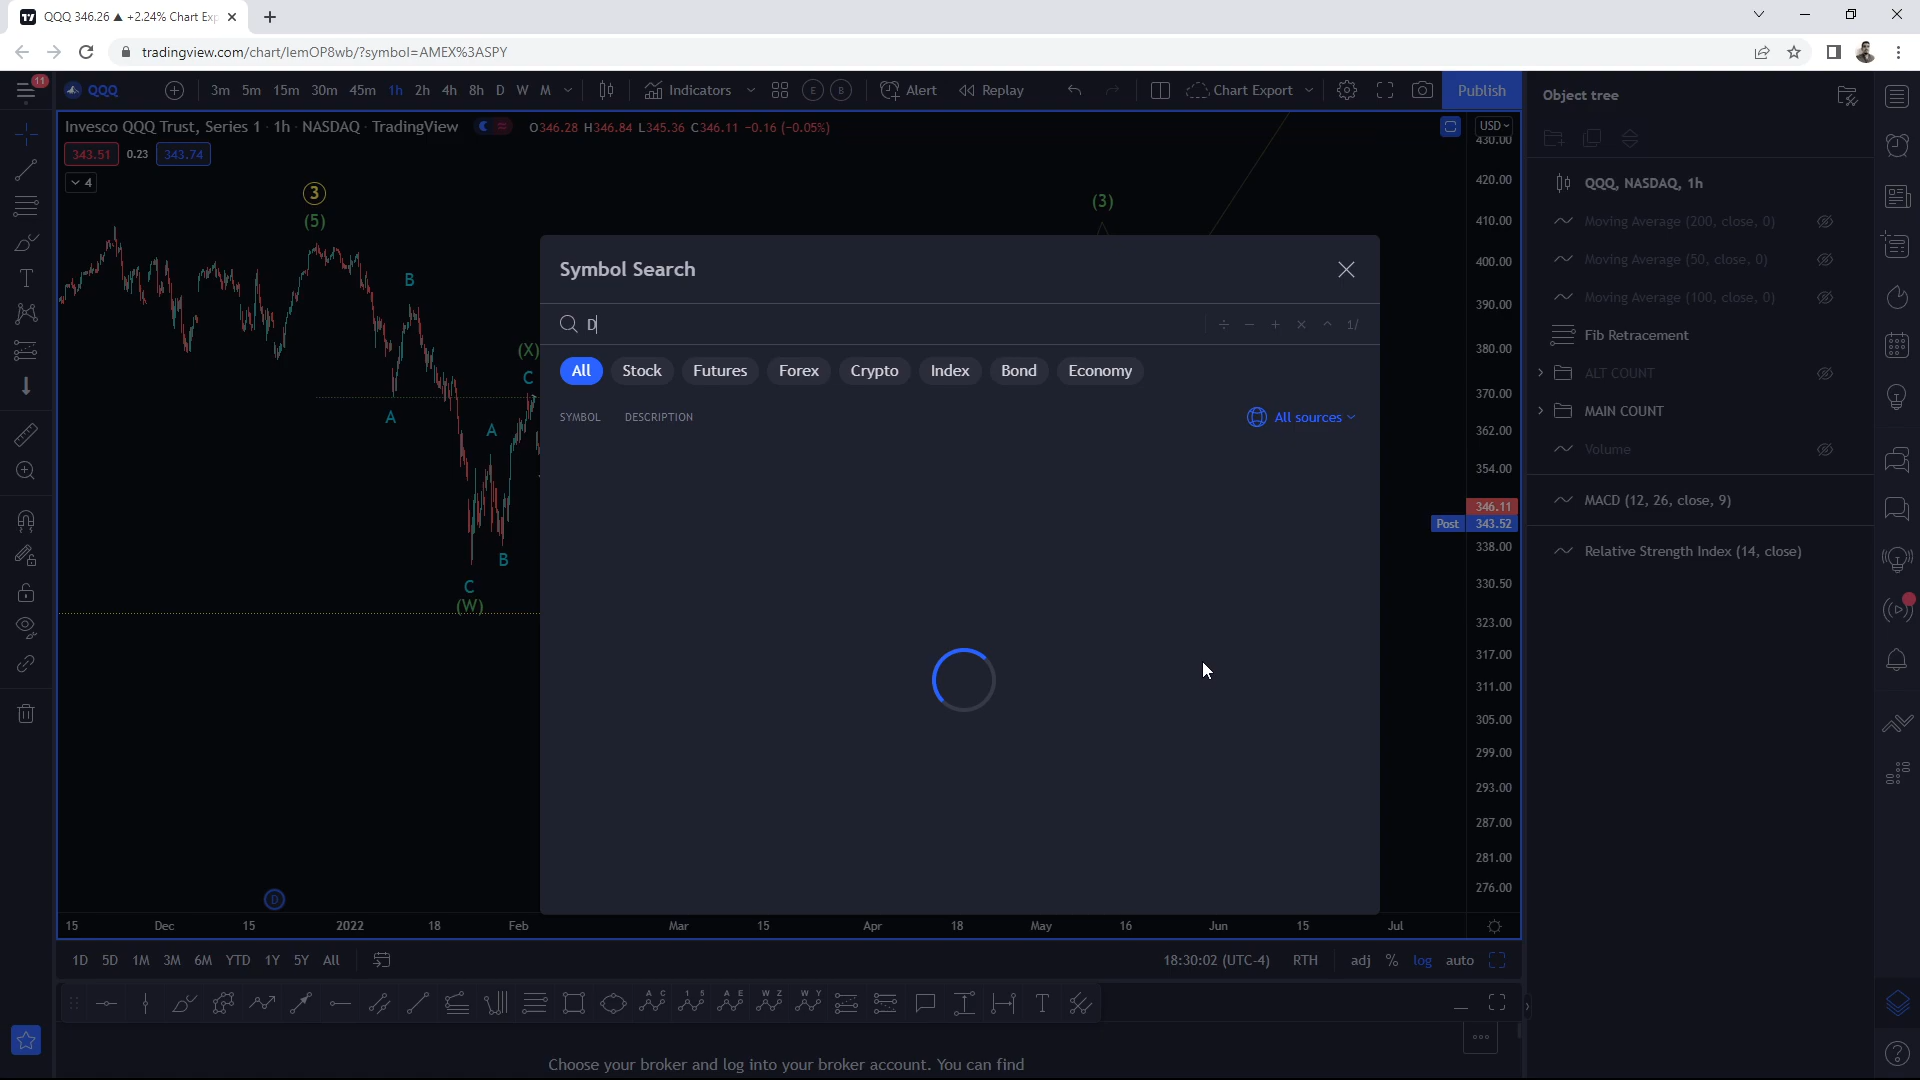 QQQ 346.26 ▲ +2.24% Chart Exp
tradingview.com/chart/lemOP8wb/?symbol=AMEX%3ASPY
11
QQQ
3m 5m 15m 30m 45m 1h 2h 4h 8h D W M
Indicators
E B
Alert
Replay
Chart Export
Publish
Object tree
Invesco QQQ Trust, Series 1 · 1h · NASDAQ · TradingView
O346.28 H346.84 L345.36 C346.11 −0.16 (−0.05%)
USD
343.51 0.23 343.74
4
3
(5)
B
A
(X)
C
A
B
C
(W)
(3)
D
Symbol Search
D
÷ − + × ^ 1/
All Stock Futures Forex Crypto Index Bond Economy
SYMBOL DESCRIPTION
All sources
430.00
420.00
410.00
400.00
390.00
380.00
370.00
362.00
354.00
346.11
Post 343.52
338.00
330.50
323.00
317.00
311.00
305.00
299.00
293.00
287.00
281.00
276.00
QQQ, NASDAQ, 1h
Moving Average (200, close, 0)
Moving Average (50, close, 0)
Moving Average (100, close, 0)
Fib Retracement
ALT COUNT
MAIN COUNT
Volume
MACD (12, 26, close, 9)
Relative Strength Index (14, close)
15 Dec 15 2022 18 Feb Mar 15 Apr 18 May 16 Jun 15 Jul
1D 5D 1M 3M 6M YTD 1Y 5Y All
18:30:02 (UTC-4) RTH adj % log auto
A C 1 5 A E W Z W Y T
Choose your broker and log into your broker account. You can find